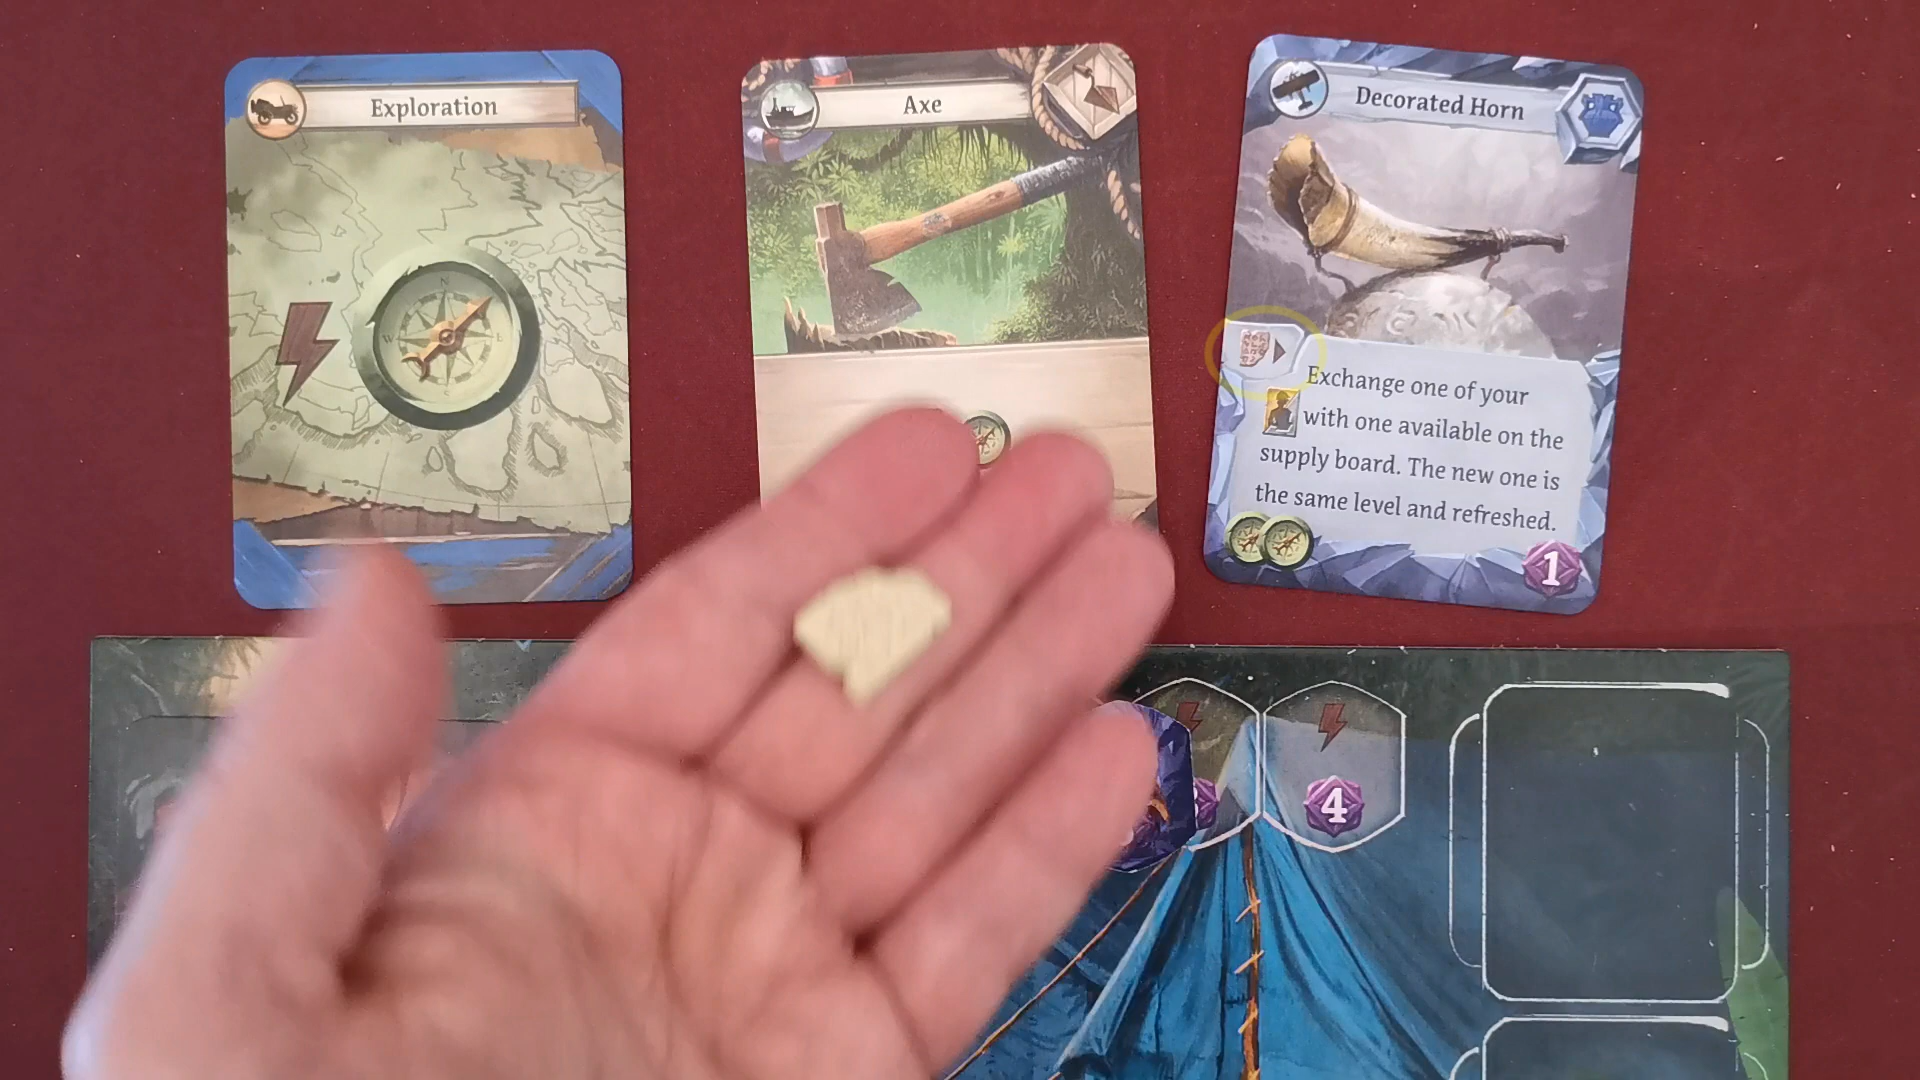 Exploration
Axe
Decorated Horn
N
W
E
Exchange one of your
with one available on the
supply board. The new one is
the same level and refreshed.
1
4